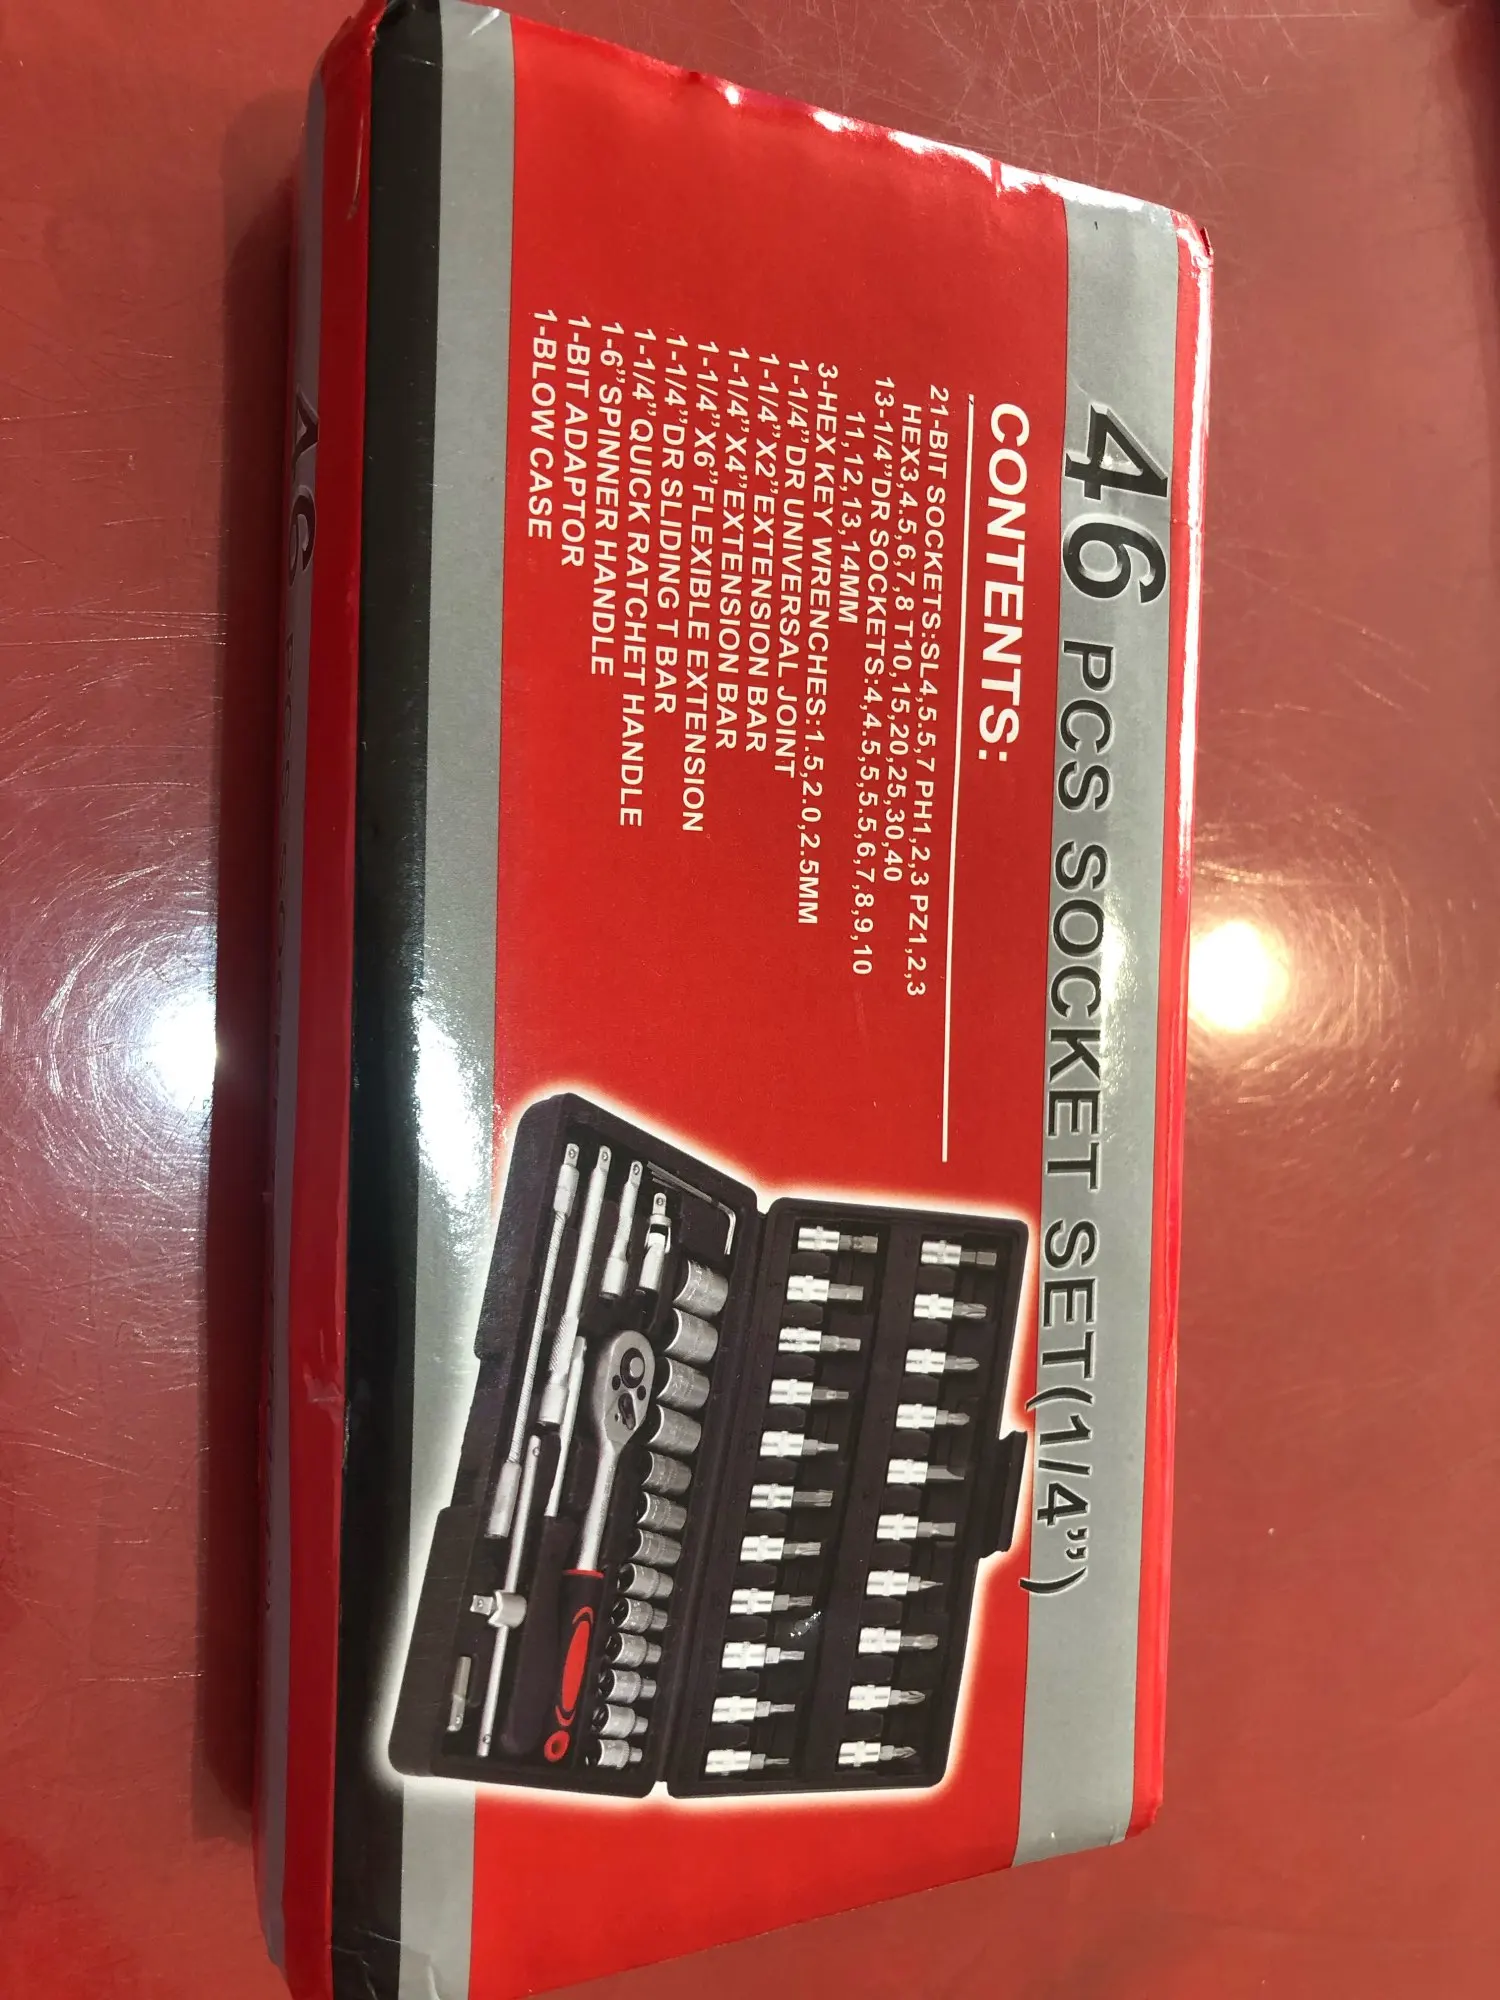 46 PCS SOCKET SET(1/4")
CONTENTS:
21-BIT SOCKETS:SL4,5.5,7 PH1,2,3 PZ1,2,3
HEX3,4,5,6,7,8 T10,15,20,25,30,40
13-1/4"DR SOCKETS:4,4.5,5,5.5,6,7,8,9,10
11,12,13,14MM
3-HEX KEY WRENCHES:1.5,2.0,2.5MM
1-1/4"DR UNIVERSAL JOINT
1-1/4"X2"EXTENSION BAR
1-1/4"X4"EXTENSION BAR
1-1/4"X6"FLEXIBLE EXTENSION
1-1/4"DR SLIDING T BAR
1-1/4"QUICK RATCHET HANDLE
1-6"SPINNER HANDLE
1-BIT ADAPTOR
1-BLOW CASE
46 PCS